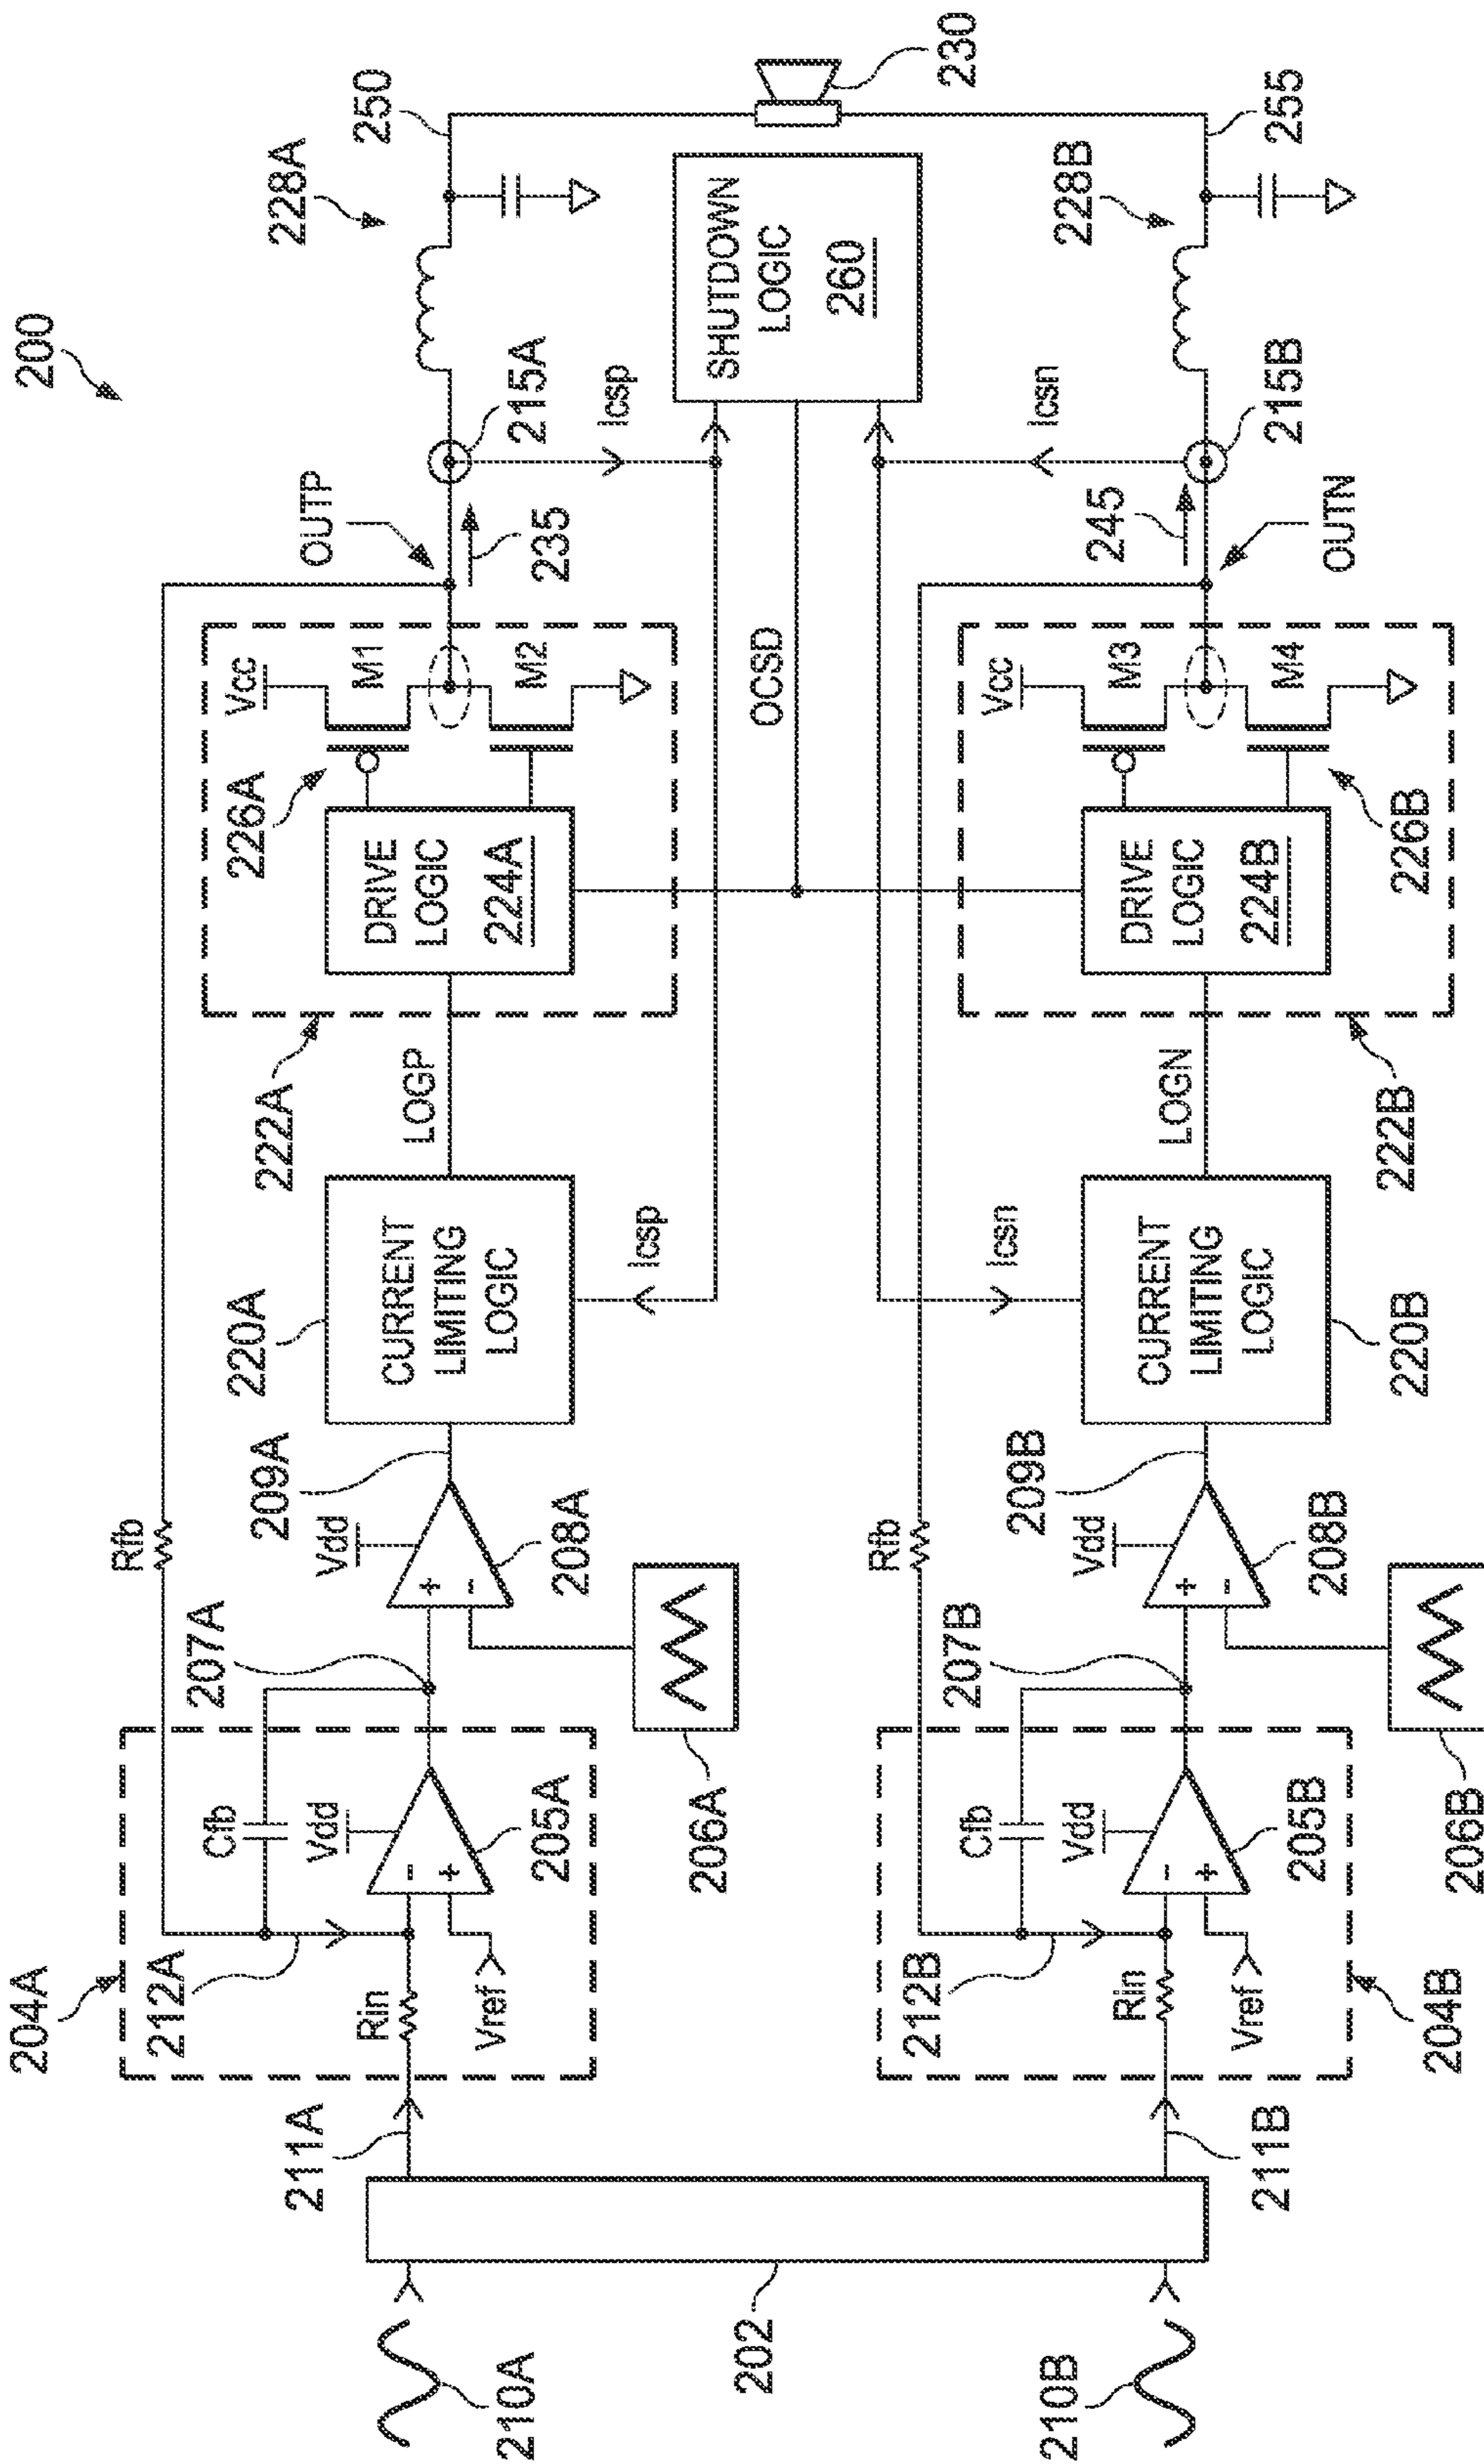 200
204A
212A
Rfb
Cfb
Vdd
Rin
Vref
-
+
205A
206A
207A
+
-
Vdd
208A
209A
220A
CURRENT
LIMITING
LOGIC
Icsp
LOGP
222A
DRIVE
LOGIC
224A
226A
Vcc
M1
M2
OUTP
235
215A
Icsp
228A
250
211A
210A
202
OCSD
SHUTDOWN
LOGIC
260
230
210B
211B
212B
Rfb
Cfb
Vdd
Rin
Vref
-
+
205B
204B
206B
207B
+
-
Vdd
208B
209B
Icsn
CURRENT
LIMITING
LOGIC
220B
LOGN
222B
DRIVE
LOGIC
224B
226B
Vcc
M3
M4
245
OUTN
Icsn
215B
228B
255